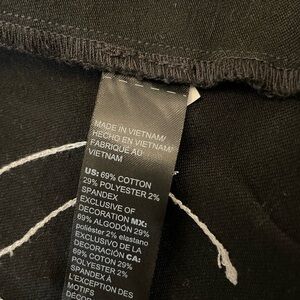 MADE IN VIETNAM/
HECHO EN VIETNAM/
FABRIQUÉ AU
VIETNAM
US: 69% COTTON
29% POLYESTER 2%
SPANDEX
EXCLUSIVE OF
DECORATION MX:
69% ALGODÓN 29%
poliéster 2% elastano
EXCLUSIVO DE LA
DECORACIÓN CA:
69% COTON 29%
POLYESTER 2%
SPANDEX À
L'EXCEPTION DES
MOTIFS